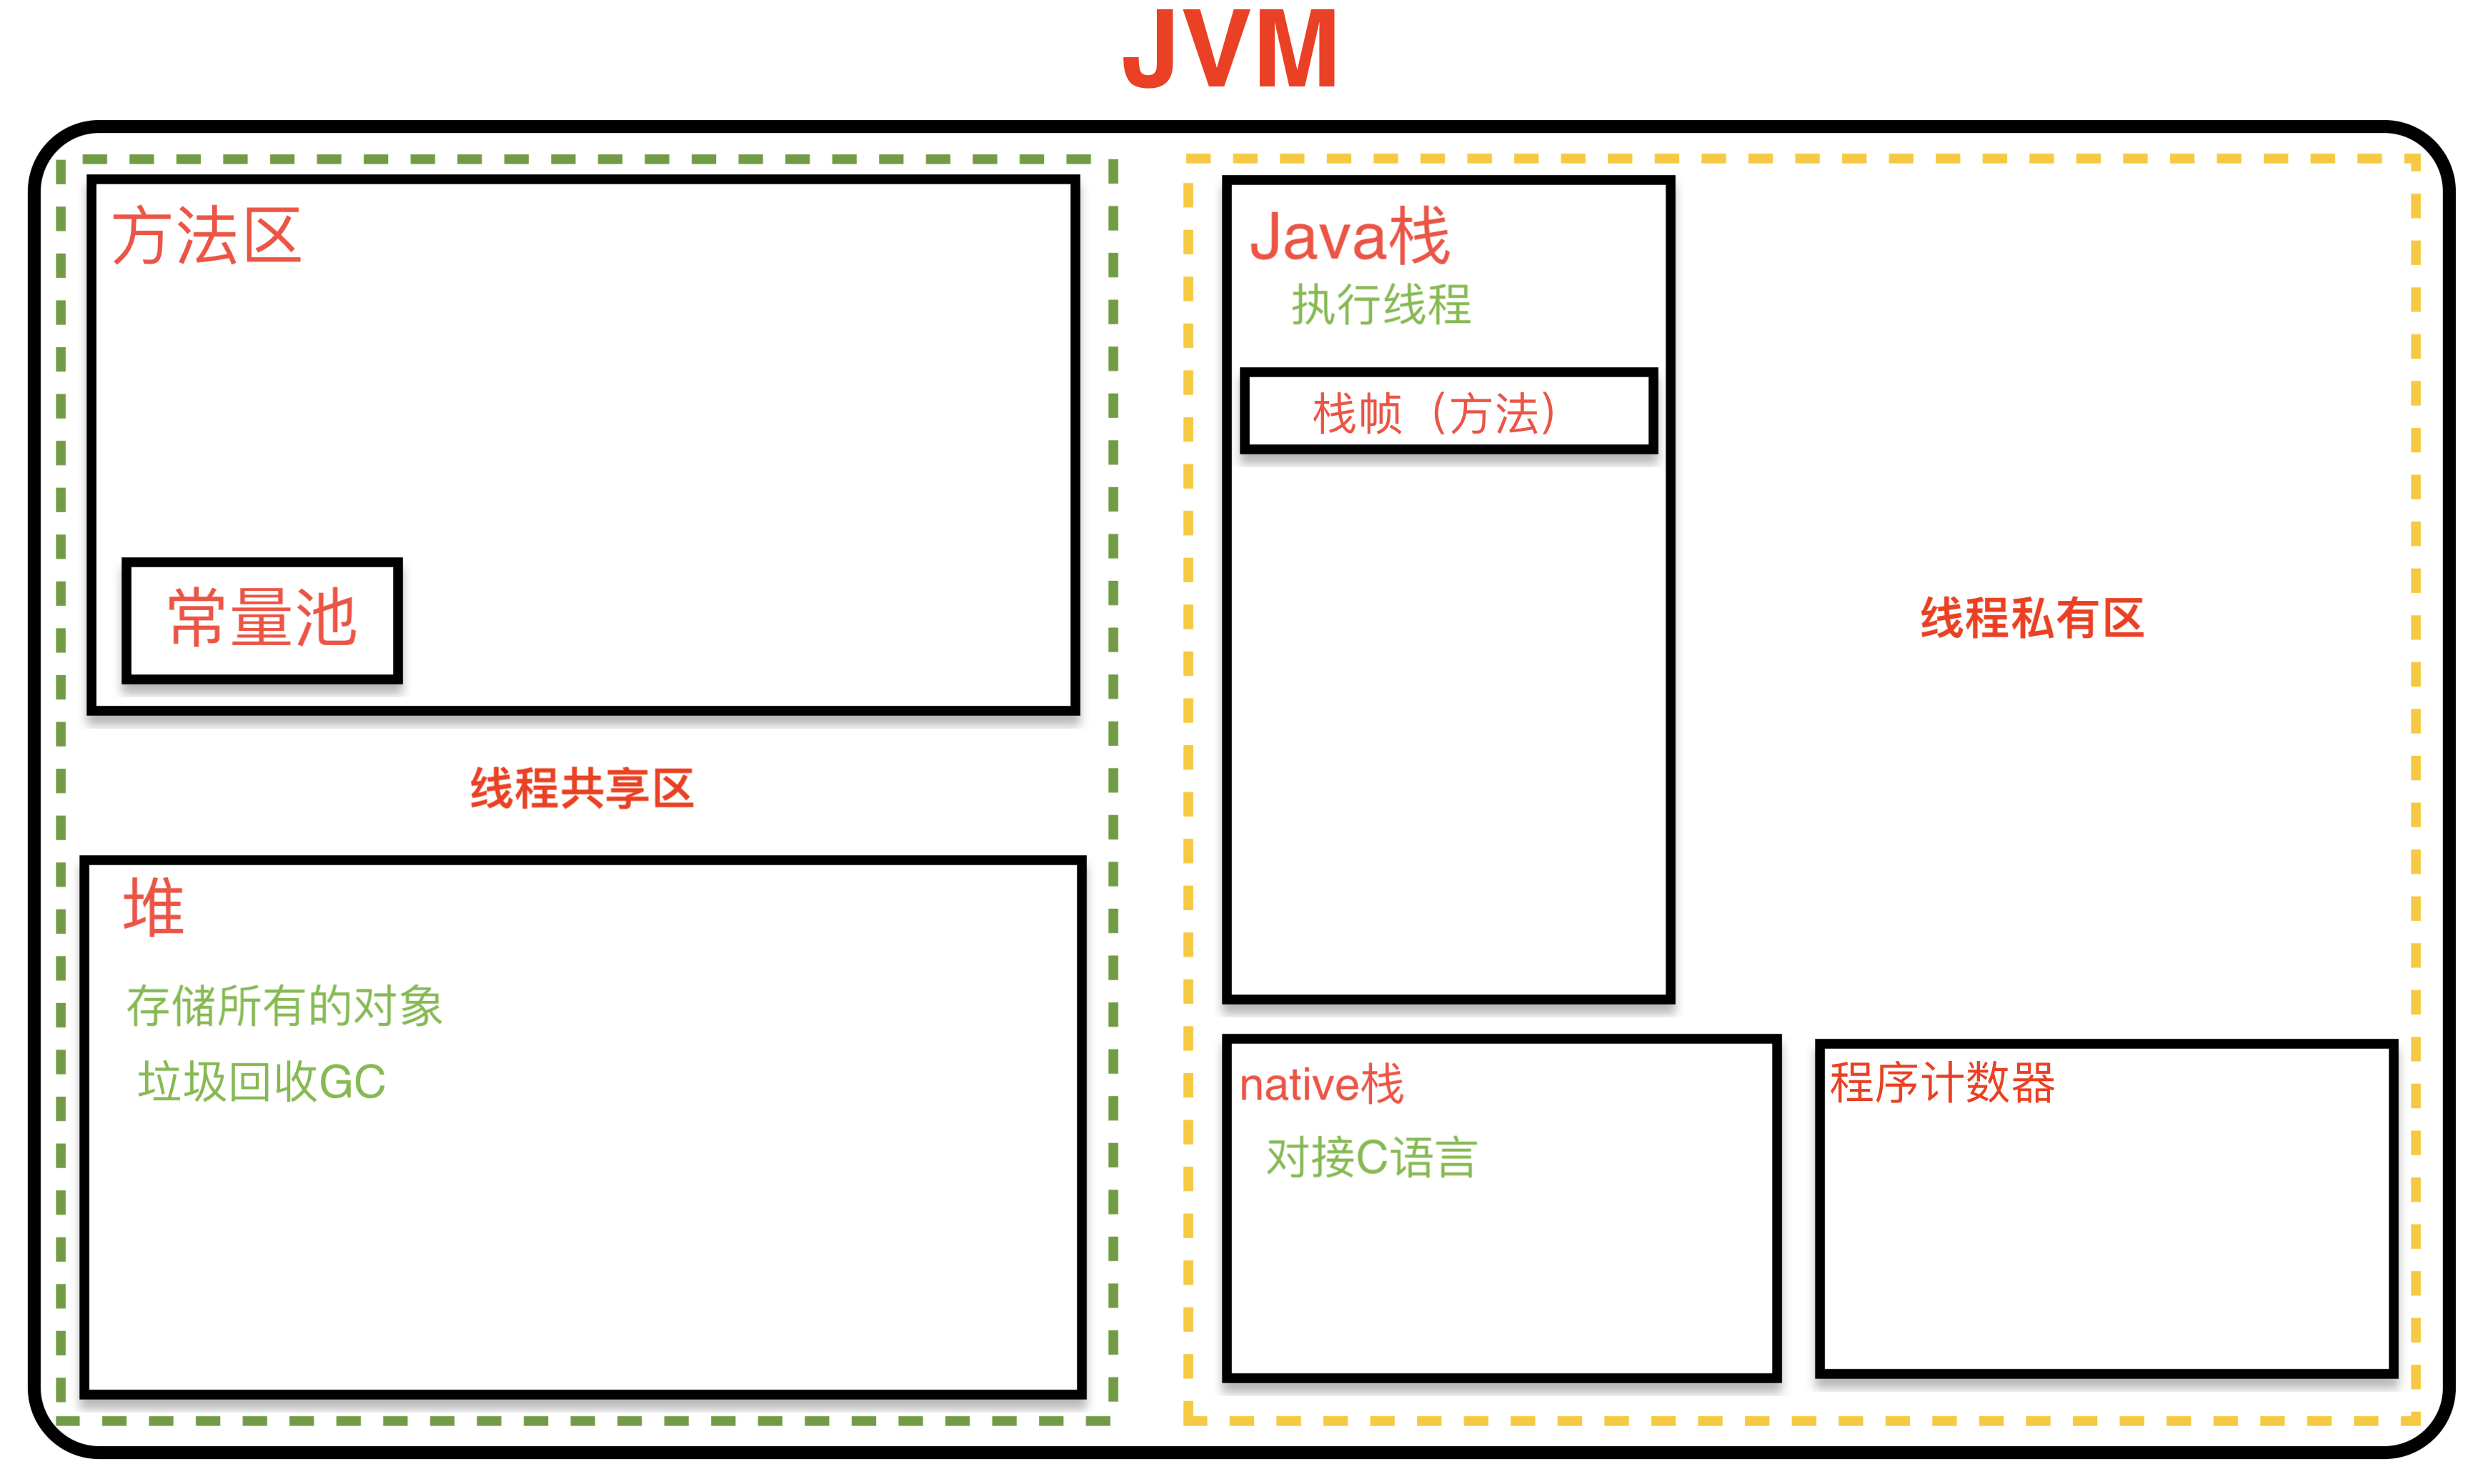 JVM
方法区
常量池
线程共享区
堆
存储所有的对象
垃圾回收GC
Java栈
执行线程
栈帧（方法）
线程私有区
native栈
对接C语言
程序计数器